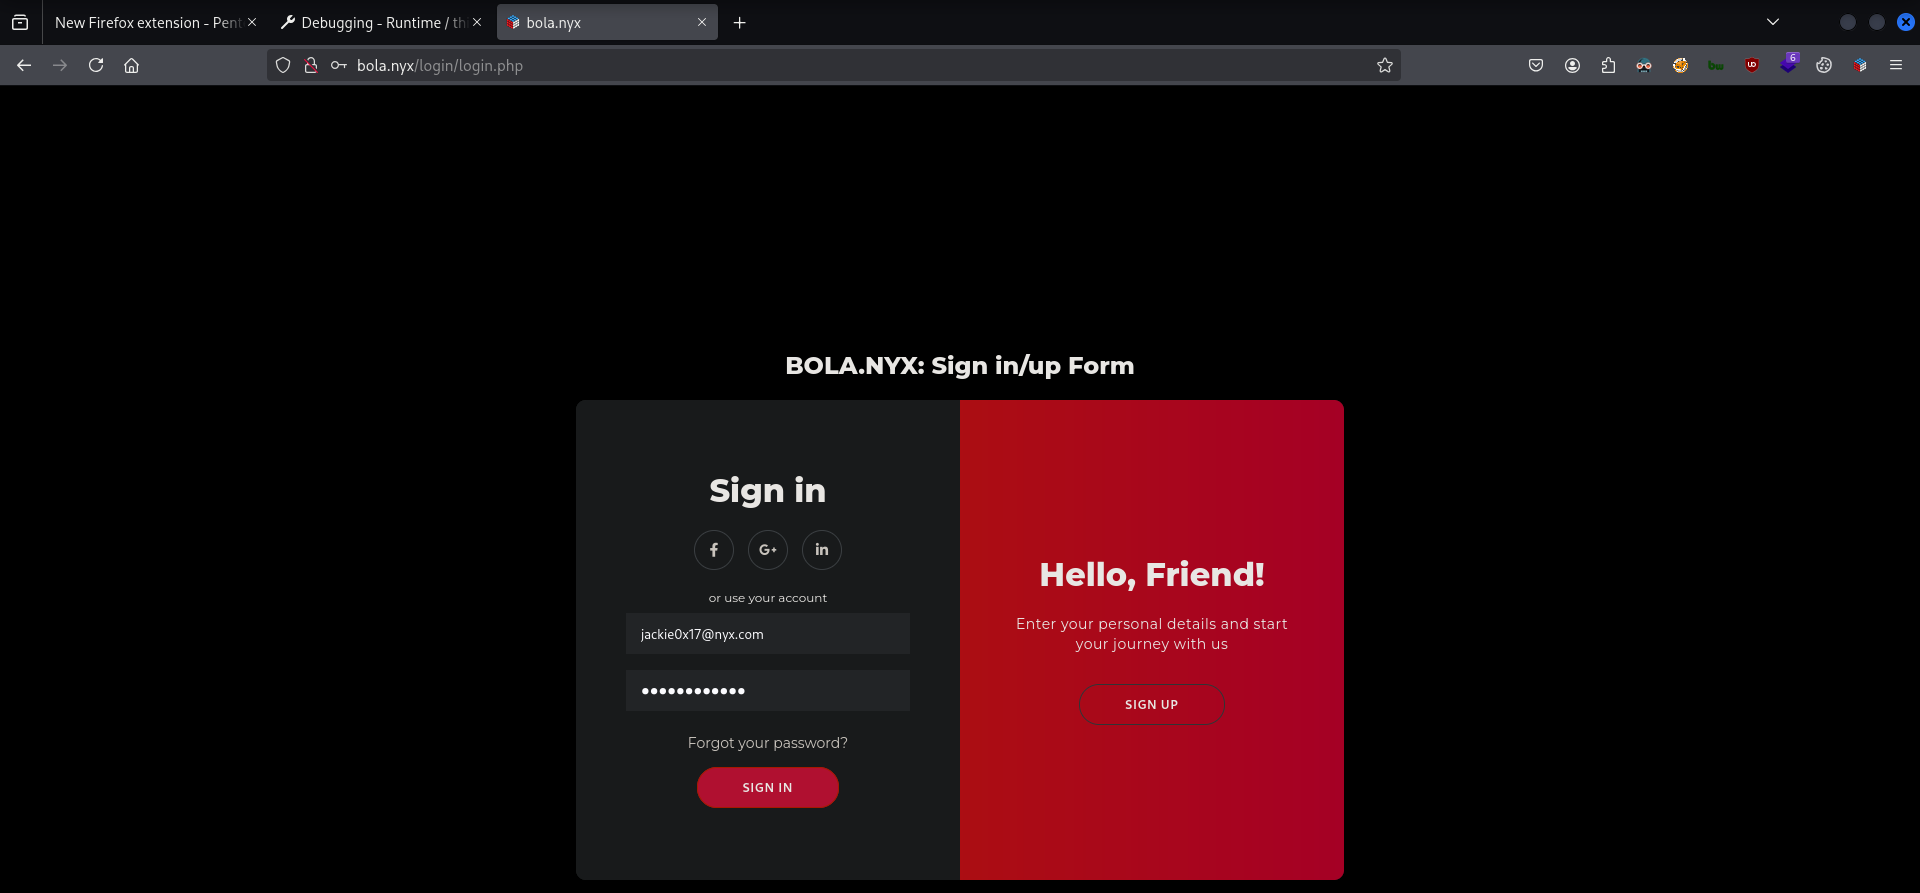 New Firefox extension - Pent
Debugging - Runtime / th
bola.nyx
bola.nyx/login/login.php
6
BOLA.NYX: Sign in/up Form
Sign in
G+
in
or use your account
jackie0x17@nyx.com
Forgot your password?
SIGN IN
Hello, Friend!
Enter your personal details and start
your journey with us
SIGN UP